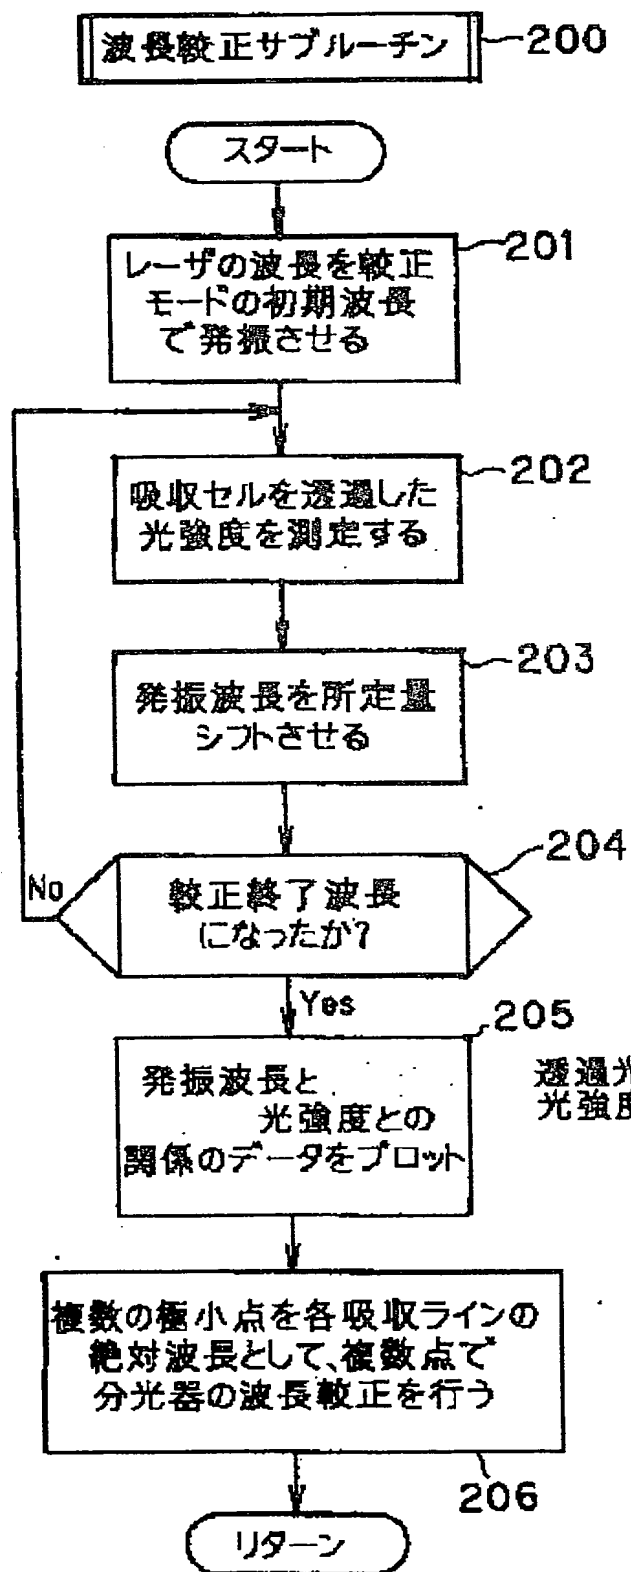 波長較正サブルーチン
200
スタート
201
レーザの波長を較正
モードの初期波長
で発振させる
202
吸収セルを透過した
光強度を測定する
203
発振波長を所定量
シフトさせる
204
No
較正終了波長
になったか?
Yes
205
発振波長と
光強度との
関係のデータをプロット
透過光
光強度
複数の極小点を各吸収ラインの
絶対波長として、複数点で
分光器の波長較正を行う
206
リターン